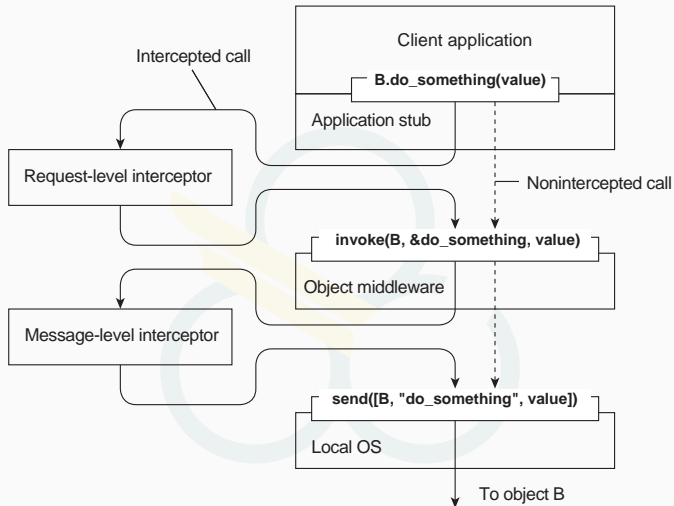 Client application
Intercepted call
B.do_something(value)
Application stub
Request-level interceptor
Nonintercepted call
invoke(B, &do_something, value)
Object middleware
Message-level interceptor
send([B, "do_something", value])
Local OS
To object B